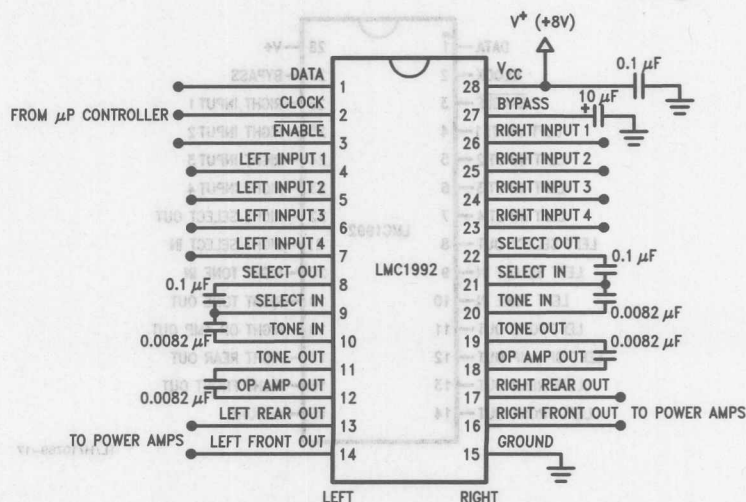 V+ (+8V)
0.1 μF
DATA 1
28 VCC
10 μF
+
FROM μP CONTROLLER
CLOCK 2
27 BYPASS
ENABLE 3
26 RIGHT INPUT 1
LEFT INPUT 1 4
25 RIGHT INPUT 2
LEFT INPUT 2 5
24 RIGHT INPUT 3
LEFT INPUT 3 6
23 RIGHT INPUT 4
LEFT INPUT 4 7
22 SELECT OUT
0.1 μF
LMC1992
0.1 μF
SELECT OUT 8
21 SELECT IN
SELECT IN 9
20 TONE IN
0.0082 μF
0.0082 μF
TONE IN 10
19 TONE OUT
0.0082 μF
TONE OUT 11
18 OP AMP OUT
0.0082 μF
OP AMP OUT 12
17 RIGHT REAR OUT
LEFT REAR OUT 13
16 RIGHT FRONT OUT
TO POWER AMPS
TO POWER AMPS
LEFT FRONT OUT 14
15 GROUND
LEFT
RIGHT